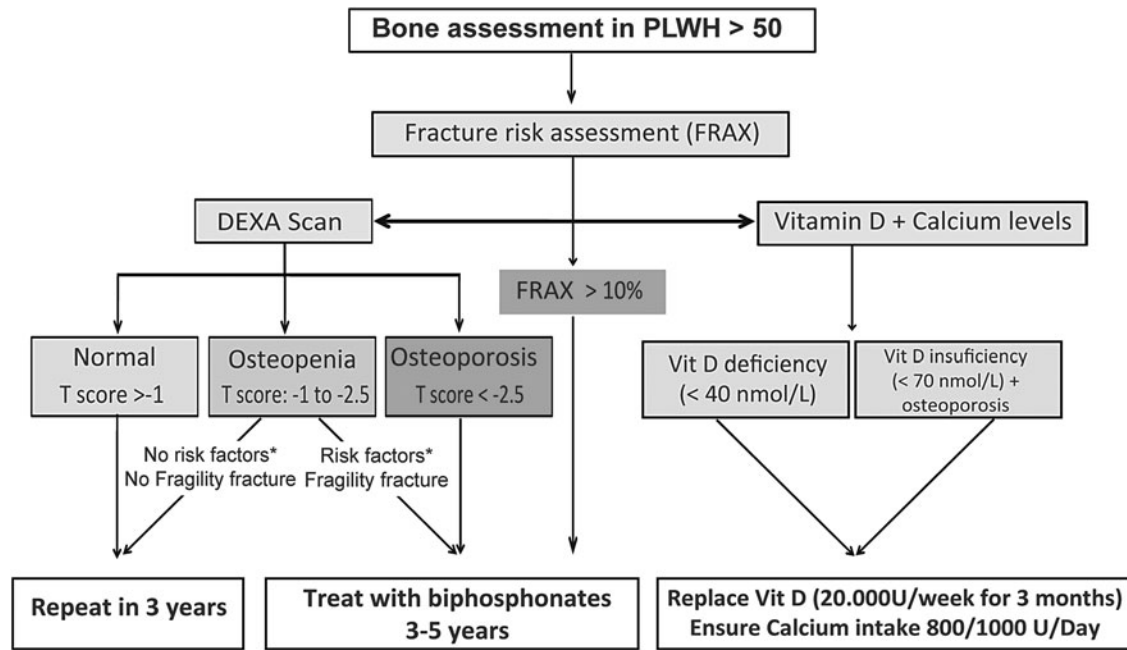 Bone assessment in PLWH > 50
Fracture risk assessment (FRAX)
DEXA Scan
Vitamin D + Calcium levels
FRAX > 10%
Normal
T score >-1
Osteopenia
T score: -1 to -2.5
Osteoporosis
T score < -2.5
Vit D deficiency
(< 40 nmol/L)
Vit D insuficiency
(< 70 nmol/L) +
osteoporosis
No risk factors*
No Fragility fracture
Risk factors*
Fragility fracture
Repeat in 3 years
Treat with biphosphonates
3-5 years
Replace Vit D (20.000U/week for 3 months)
Ensure Calcium intake 800/1000 U/Day